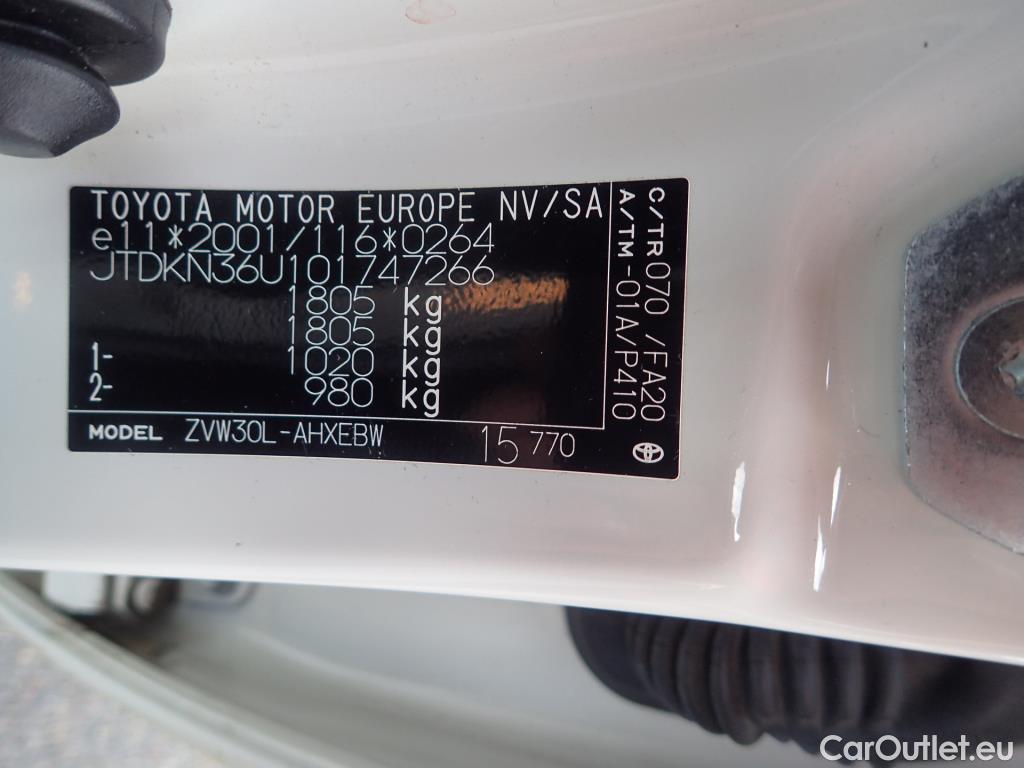 TOYOTA MOTOR EUROPE NV/SA
e11*2001/116*0264
JTDKN36U101747266
1805 kg
1805 kg
1- 1020 kg
2- 980 kg
MODEL ZVW30L-AHXEBW 15 770
C/TR070 /FA20
A/TM-01A/P410
CarOutlet.eu